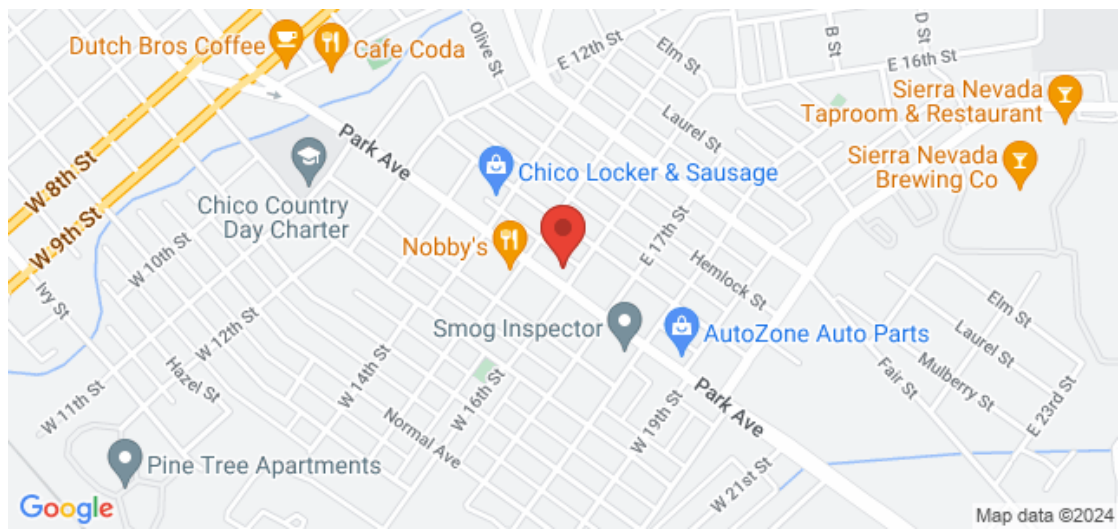 Dutch Bros Coffee
Cafe Coda
Olive St
E 12th St
Elm St
B St
D St
E 16th St
Sierra Nevada
Taproom & Restaurant
Laurel St
Park Ave
Sierra Nevada
Brewing Co
W 8th St
Chico Locker & Sausage
Chico Country
Day Charter
W 9th St
Nobby's
E 17th St
W 10th St
Hemlock St
Ivy St
Elm St
Smog Inspector
AutoZone Auto Parts
W 12th St
Laurel St
Hazel St
W 14th St
Fair St
Mulberry St
W 11th St
W 16th St
Park Ave
E 23rd St
Normal Ave
W 19th St
Pine Tree Apartments
W 21st St
Google
Map data ©2024